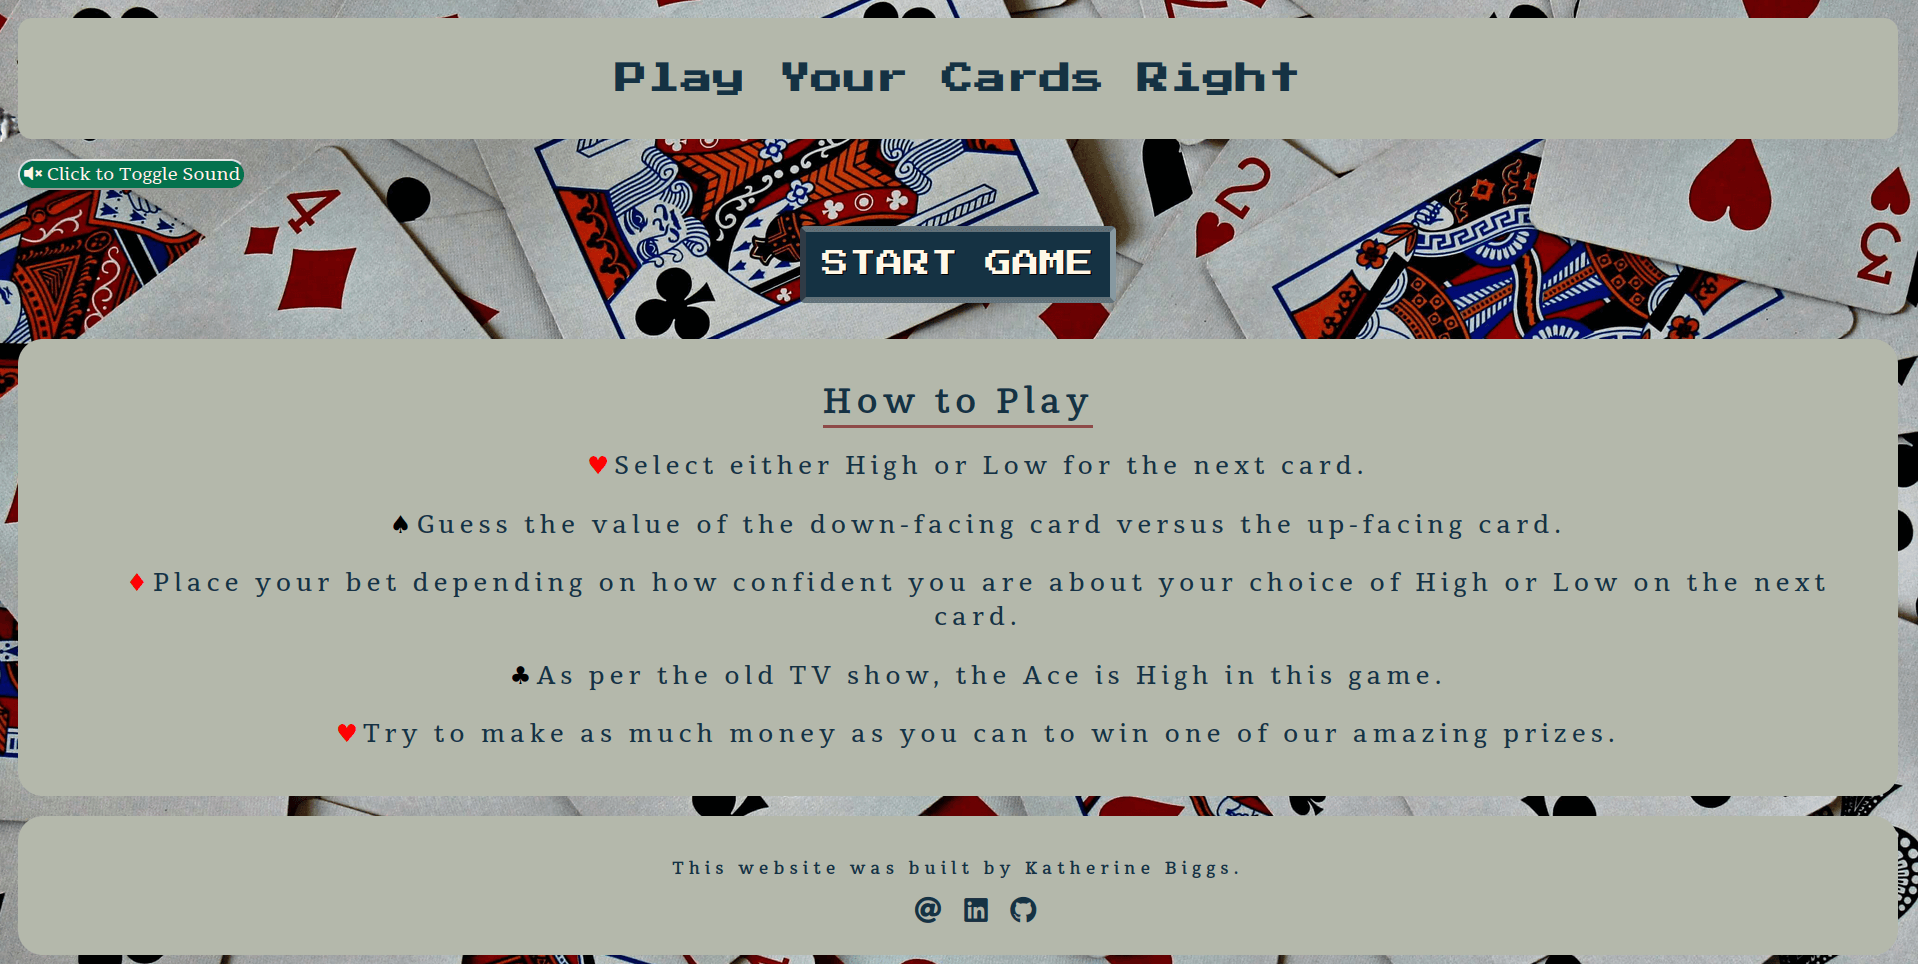 Play Your Cards Right
Click to Toggle Sound
4
2
3
START GAME
How to Play
♥Select either High or Low for the next card.
♠Guess the value of the down-facing card versus the up-facing card.
♦Place your bet depending on how confident you are about your choice of High or Low on the next
card.
♣As per the old TV show, the Ace is High in this game.
♥Try to make as much money as you can to win one of our amazing prizes.
This website was built by Katherine Biggs.
@ in